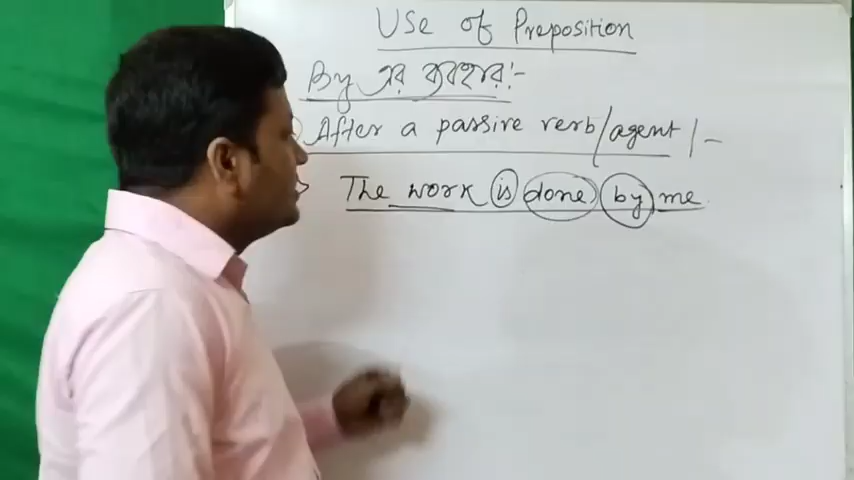 Use of Preposition
By এর ব্যবহার:-
After a passive verb/agent/-
The work is done by me.